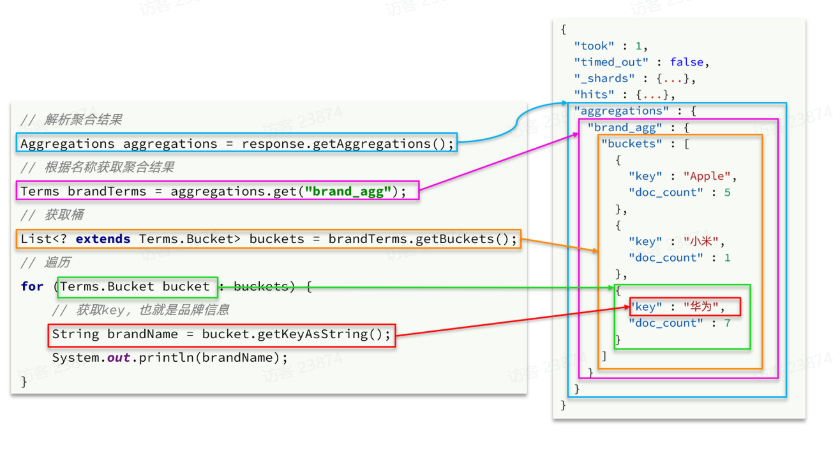 // 解析聚合结果
Aggregations aggregations = response.getAggregations();
// 根据名称获取聚合结果
Terms brandTerms = aggregations.get("brand_agg");
// 获取桶
List<? extends Terms.Bucket> buckets = brandTerms.getBuckets();
// 遍历
for (Terms.Bucket bucket : buckets) {
// 获取key，也就是品牌信息
String brandName = bucket.getKeyAsString();
System.out.println(brandName);
}
{
"took" : 1,
"timed_out" : false,
"_shards" : {...},
"hits" : {...},
"aggregations" : {
"brand_agg" : {
"buckets" : [
{
"key" : "Apple",
"doc_count" : 5
},
{
"key" : "小米",
"doc_count" : 1
},
{
"key" : "华为",
"doc_count" : 7
}
]
}
}
}
访客 23874